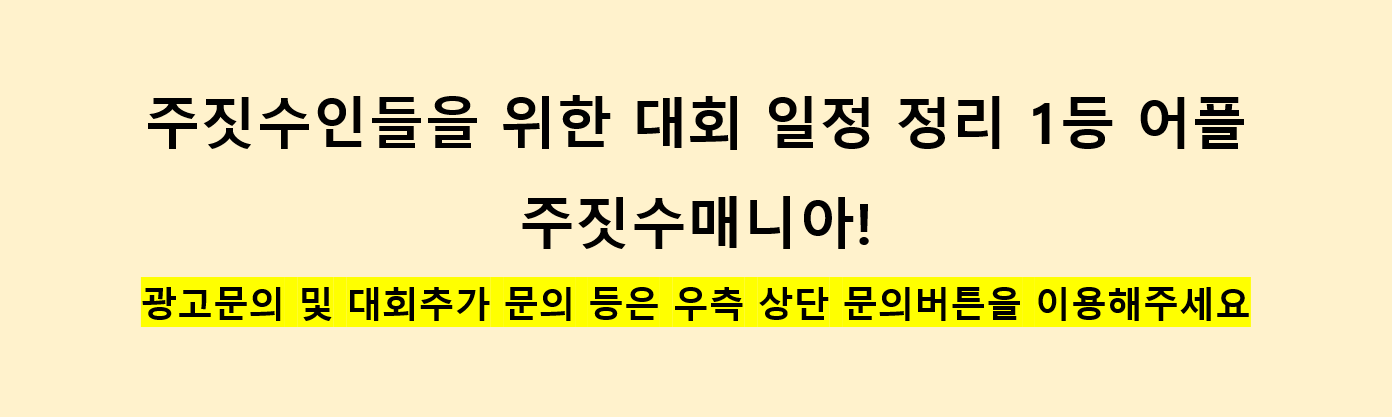 주짓수인들을 위한 대회 일정 정리 1등 어플
주짓수매니아!
광고문의 및 대회추가 문의 등은 우측 상단 문의버튼을 이용해주세요